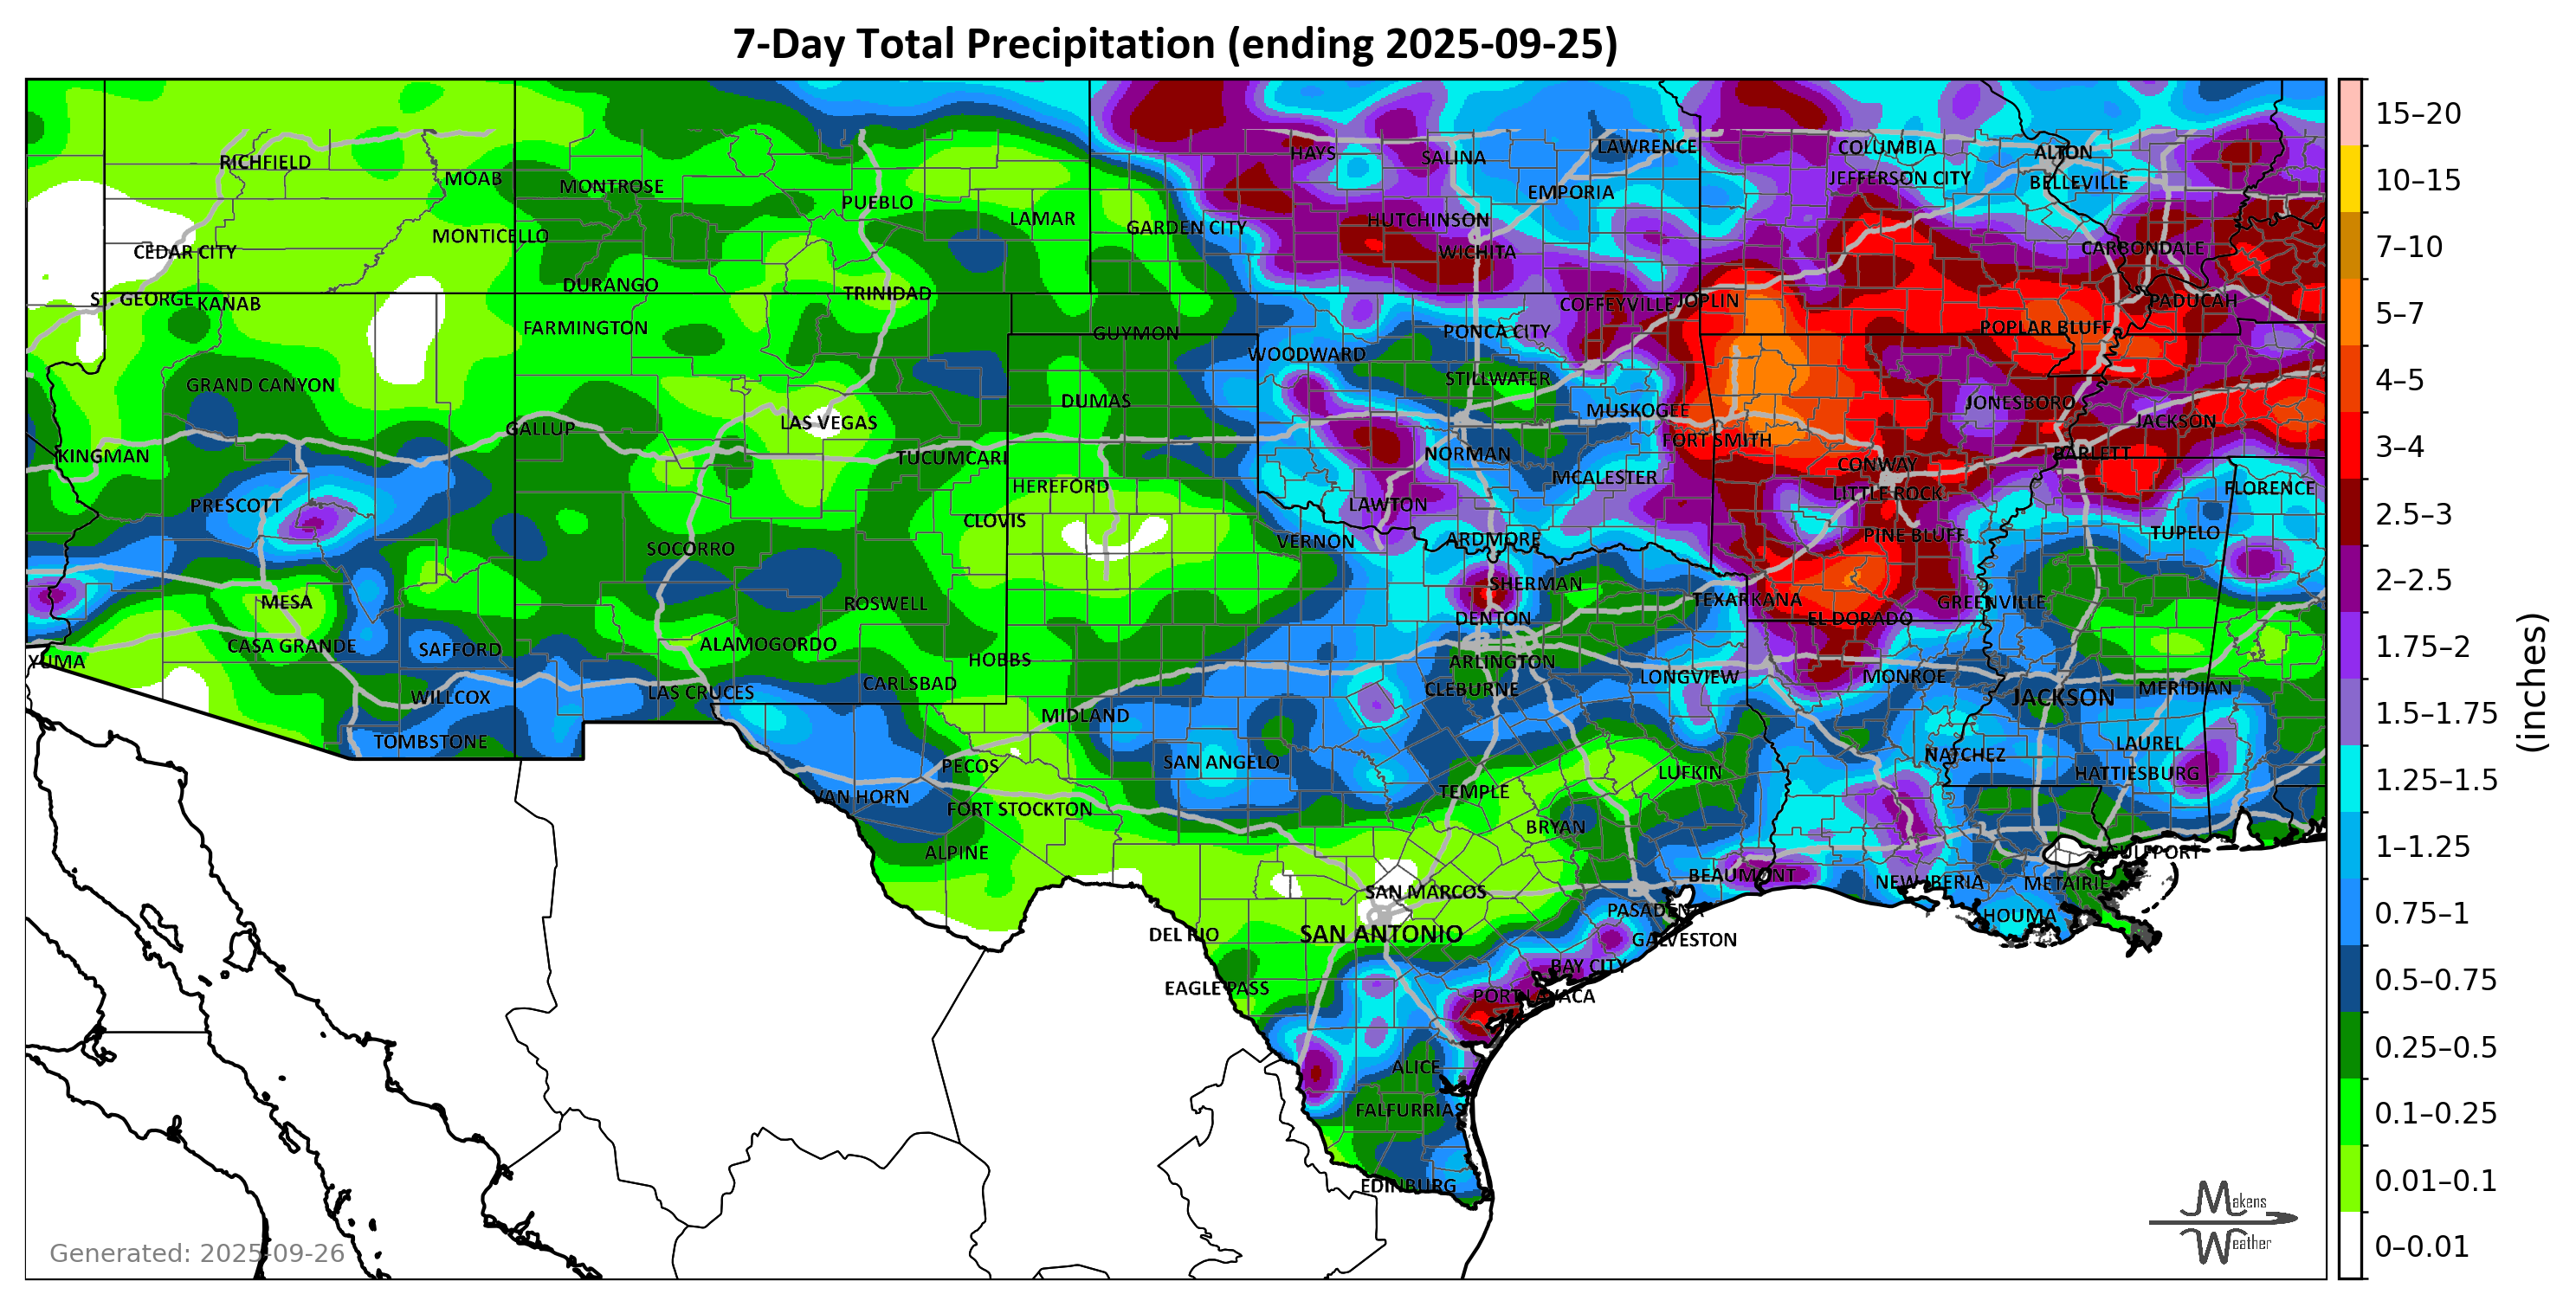 7-Day Total Precipitation (ending 2025-09-25)
HAYS SALINA LAWRENCE COLUMBIA ALTON
RICHFIELD MOAB MONTROSE JEFFERSON CITY BELLEVILLE
PUEBLO EMPORIA
LAMAR GARDEN CITY HUTCHINSON
CEDAR CITY MONTICELLO WICHITA CARBONDALE
DURANGO TRINIDAD
ST. GEORGE KANAB COFFEYVILLE JOPLIN PADUCAH
FARMINGTON GUYMON PONCA CITY POPLAR BLUFF
WOODWARD
GRAND CANYON STILLWATER
DUMAS MUSKOGEE JONESBORO
GALLUP LAS VEGAS JACKSON
KINGMAN TUCUMCARI NORMAN FORT SMITH BARLETT
HEREFORD MCALESTER CONWAY FLORENCE
PRESCOTT LAWTON LITTLE ROCK
CLOVIS VERNON ARDMORE PINE BLUFF TUPELO
SOCORRO
MESA ROSWELL SHERMAN TEXARKANA GREENVILLE
DENTON EL DORADO
CASA GRANDE SAFFORD ALAMOGORDO
YUMA HOBBS ARLINGTON
WILLCOX LAS CRUCES CARLSBAD CLEBURNE LONGVIEW MONROE JACKSON MERIDIAN
MIDLAND
TOMBSTONE LAUREL
PECOS SAN ANGELO LUFKIN NATCHEZ HATTIESBURG
VAN HORN FORT STOCKTON TEMPLE
BRYAN
ALPINE GULFPORT
SAN MARCOS BEAUMONT NEW IBERIA METAIRIE
PASADENA HOUMA
DEL RIO SAN ANTONIO GALVESTON
BAY CITY
EAGLE PASS PORT LAVACA
ALICE
FALFURRIAS
EDINBURG
Generated: 2025-09-26
Makens
Weather
15–20
10–15
7–10
5–7
4–5
3–4
2.5–3
2–2.5
1.75–2
1.5–1.75
1.25–1.5
1–1.25
0.75–1
0.5–0.75
0.25–0.5
0.1–0.25
0.01–0.1
0–0.01
(inches)